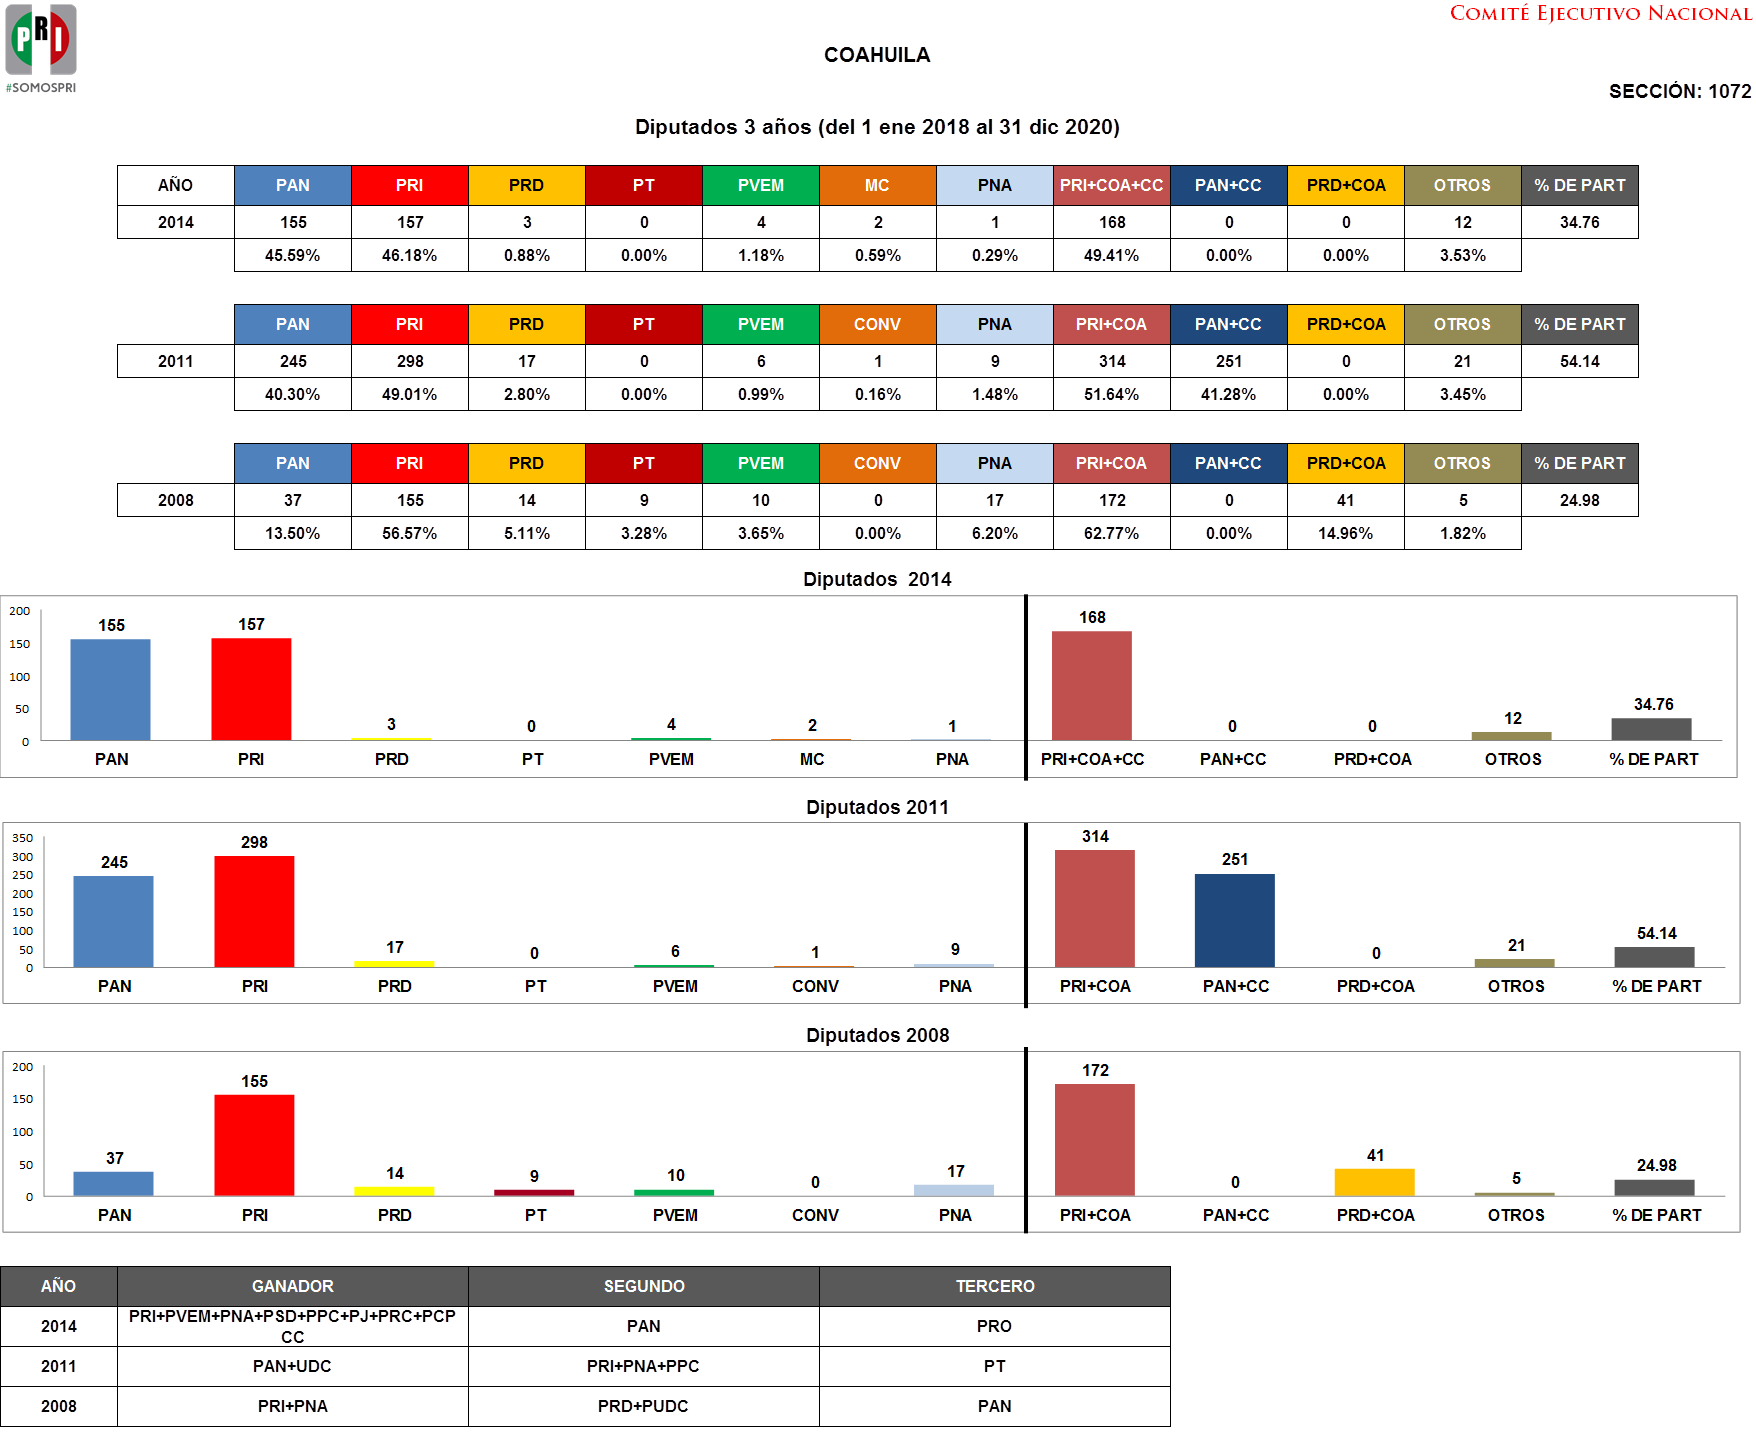 PRI
#SOMOSPRI
COMITÉ EJECUTIVO NACIONAL
COAHUILA
SECCIÓN: 1072
Diputados 3 años (del 1 ene 2018 al 31 dic 2020)
AÑO PAN PRI PRD PT PVEM MC PNA PRI+COA+CC PAN+CC PRD+COA OTROS % DE PART
2014 155 157 3 0 4 2 1 168 0 0 12 34.76
45.59% 46.18% 0.88% 0.00% 1.18% 0.59% 0.29% 49.41% 0.00% 0.00% 3.53%
PAN PRI PRD PT PVEM CONV PNA PRI+COA PAN+CC PRD+COA OTROS % DE PART
2011 245 298 17 0 6 1 9 314 251 0 21 54.14
40.30% 49.01% 2.80% 0.00% 0.99% 0.16% 1.48% 51.64% 41.28% 0.00% 3.45%
PAN PRI PRD PT PVEM CONV PNA PRI+COA PAN+CC PRD+COA OTROS % DE PART
2008 37 155 14 9 10 0 17 172 0 41 5 24.98
13.50% 56.57% 5.11% 3.28% 3.65% 0.00% 6.20% 62.77% 0.00% 14.96% 1.82%
Diputados 2014
200
150
100
50
0
155 157 3 0 4 2 1 168 0 0 12 34.76
PAN PRI PRD PT PVEM MC PNA PRI+COA+CC PAN+CC PRD+COA OTROS % DE PART
Diputados 2011
350
300
250
200
150
100
50
0
245 298 17 0 6 1 9 314 251 0 21 54.14
PAN PRI PRD PT PVEM CONV PNA PRI+COA PAN+CC PRD+COA OTROS % DE PART
Diputados 2008
200
150
100
50
0
37 155 14 9 10 0 17 172 0 41 5 24.98
PAN PRI PRD PT PVEM CONV PNA PRI+COA PAN+CC PRD+COA OTROS % DE PART
AÑO GANADOR SEGUNDO TERCERO
2014 PRI+PVEM+PNA+PSD+PPC+PJ+PRC+PCP CC PAN PRO
2011 PAN+UDC PRI+PNA+PPC PT
2008 PRI+PNA PRD+PUDC PAN